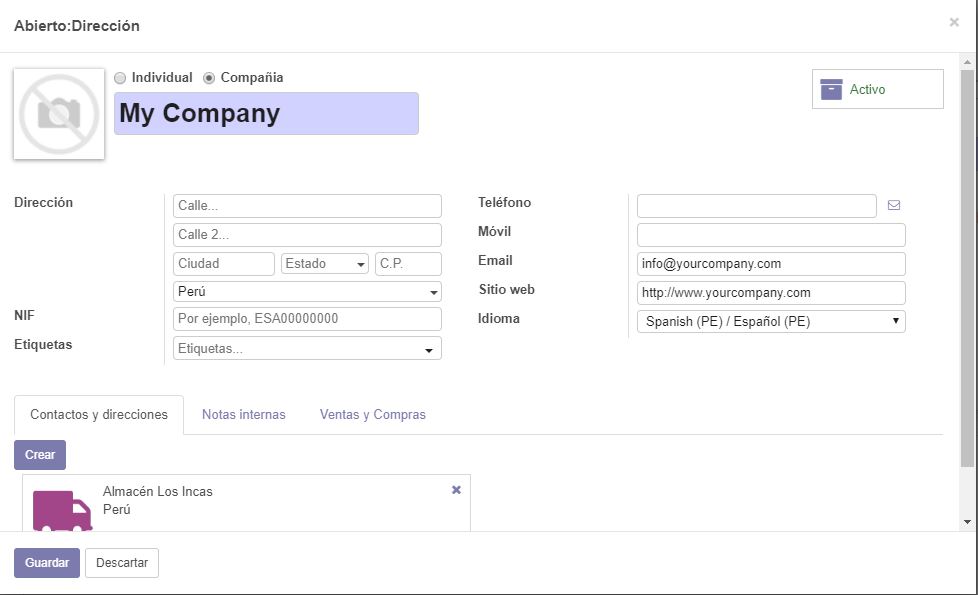 Abierto:Dirección
×
Individual Compañia
My Company
Activo
Dirección
Calle...
Calle 2...
Ciudad Estado C.P.
Perú
NIF
Por ejemplo, ESA00000000
Etiquetas
Etiquetas...
Teléfono
Móvil
Email
info@yourcompany.com
Sitio web
http://www.yourcompany.com
Idioma
Spanish (PE) / Español (PE)
Contactos y direcciones Notas internas Ventas y Compras
Crear
Almacén Los Incas
Perú
Guardar Descartar